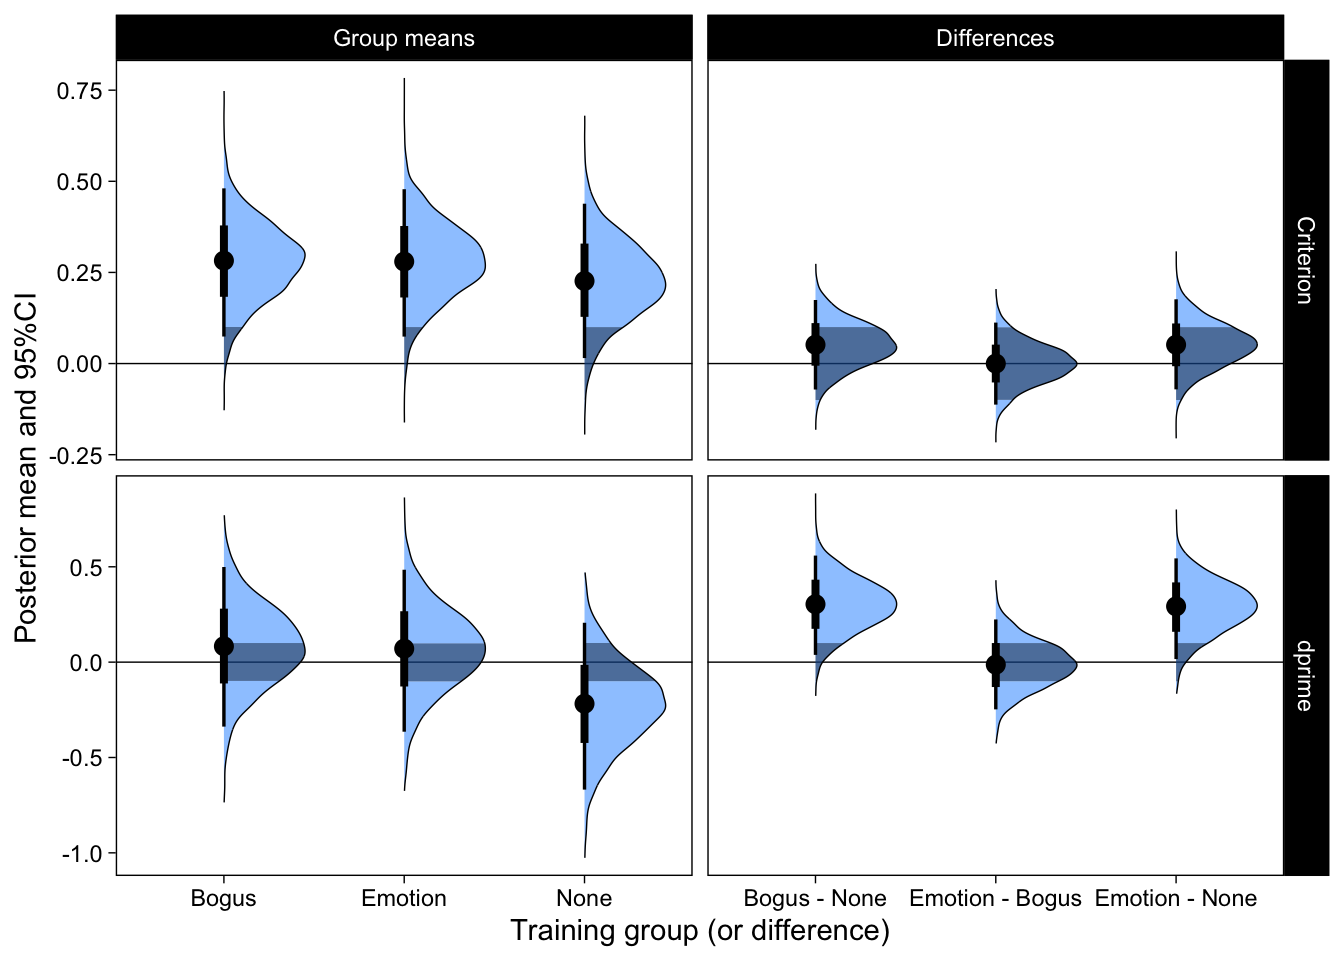 Group means
Differences
Posterior mean and 95%CI
0.75
0.50
0.25
0.00
-0.25
Criterion
0.5
0.0
-0.5
-1.0
dprime
Bogus
Emotion
None
Bogus - None
Emotion - Bogus
Emotion - None
Training group (or difference)